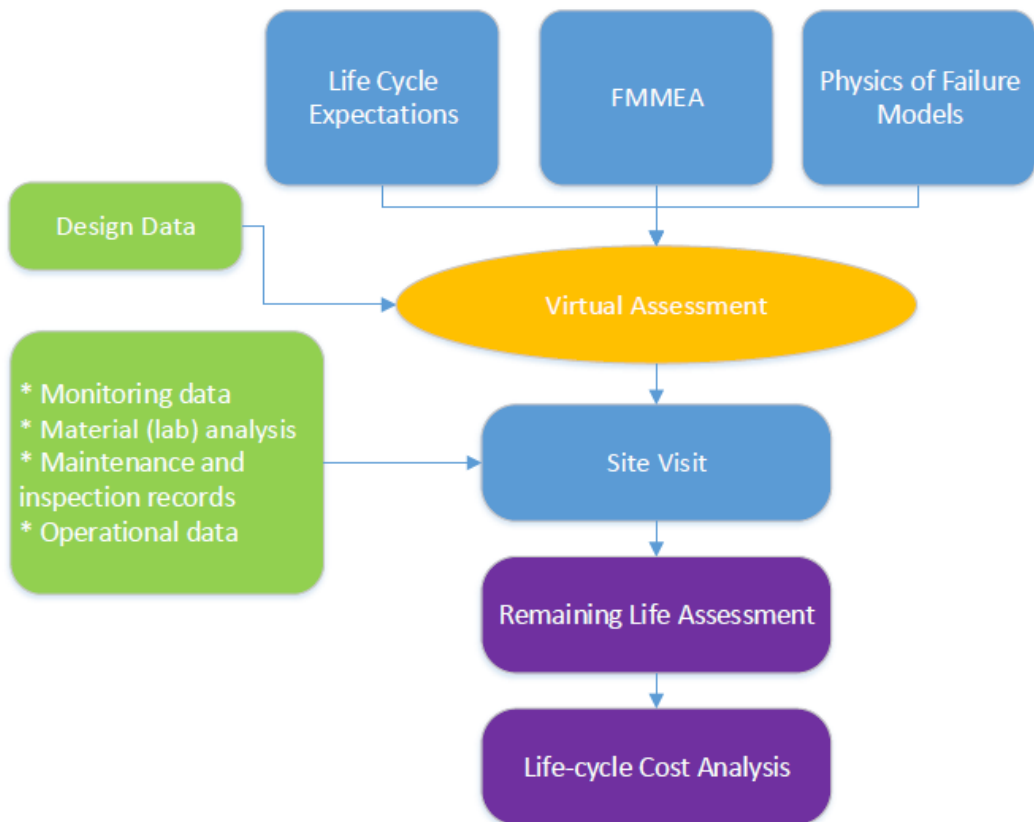 Life Cycle
Expectations
FMMEA
Physics of Failure
Models
Design Data
Virtual Assessment
* Monitoring data
* Material (lab) analysis
* Maintenance and
inspection records
* Operational data
Site Visit
Remaining Life Assessment
Life-cycle Cost Analysis